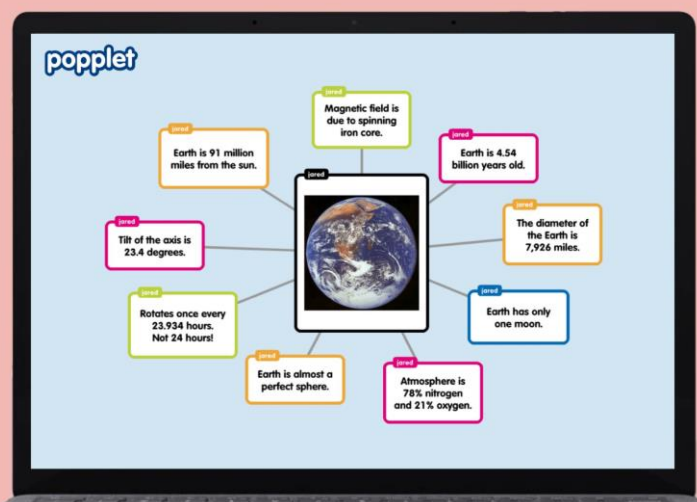 popplet
jared
Magnetic field is
due to spinning
iron core.
jared
Earth is 4.54
billion years old.
jared
The diameter of
the Earth is
7,926 miles.
jared
Earth has only
one moon.
jared
Atmosphere is
78% nitrogen
and 21% oxygen.
jared
Earth is almost a
perfect sphere.
jared
Rotates once every
23.934 hours.
Not 24 hours!
jared
Tilt of the axis is
23.4 degrees.
jared
Earth is 91 million
miles from the sun.
jared